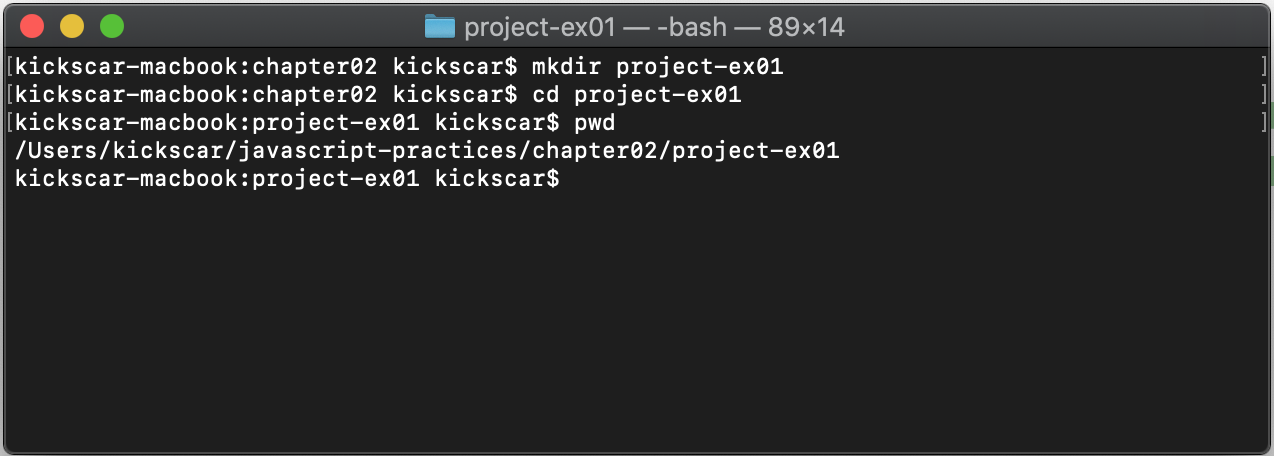 project-ex01 — -bash — 89×14
[kickscar-macbook:chapter02 kickscar$ mkdir project-ex01 ]
[kickscar-macbook:chapter02 kickscar$ cd project-ex01 ]
[kickscar-macbook:project-ex01 kickscar$ pwd ]
/Users/kickscar/javascript-practices/chapter02/project-ex01
kickscar-macbook:project-ex01 kickscar$